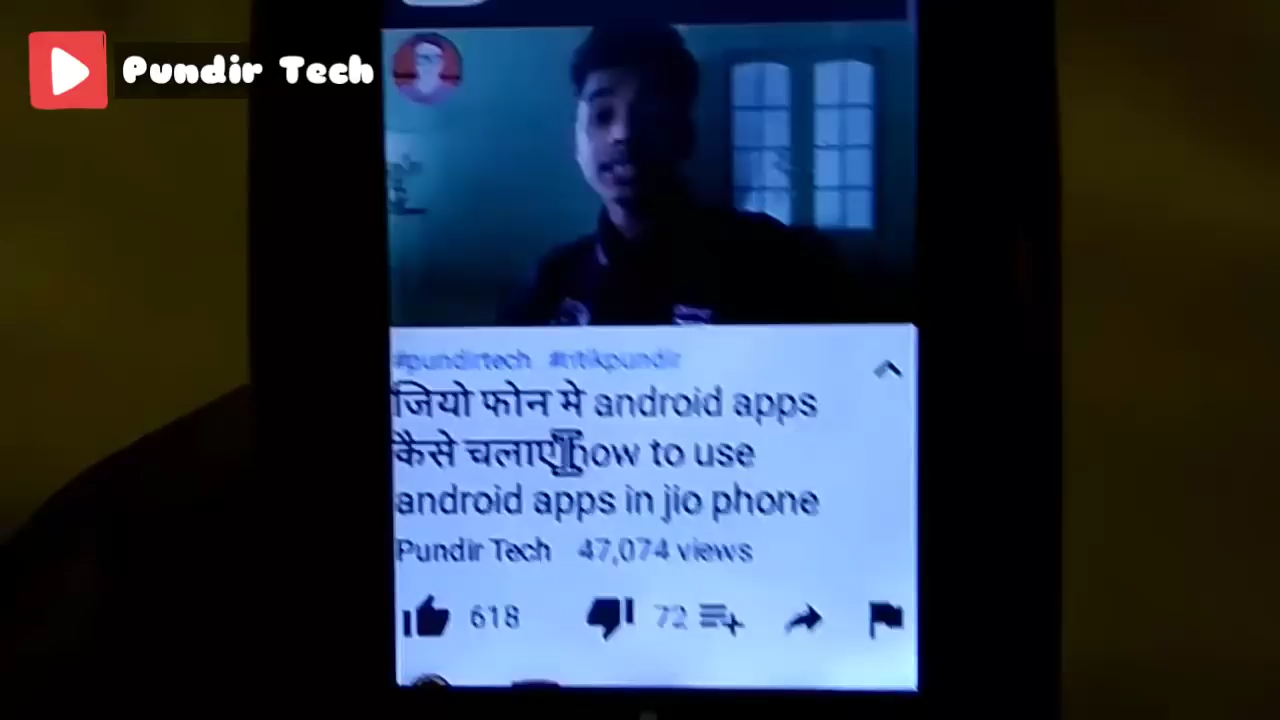 Pundir Tech
#pundirtech #ritikpundir
जियो फोन मे android apps
कैसे चलाएं how to use
android apps in jio phone
Pundir Tech 47,074 views
618 72